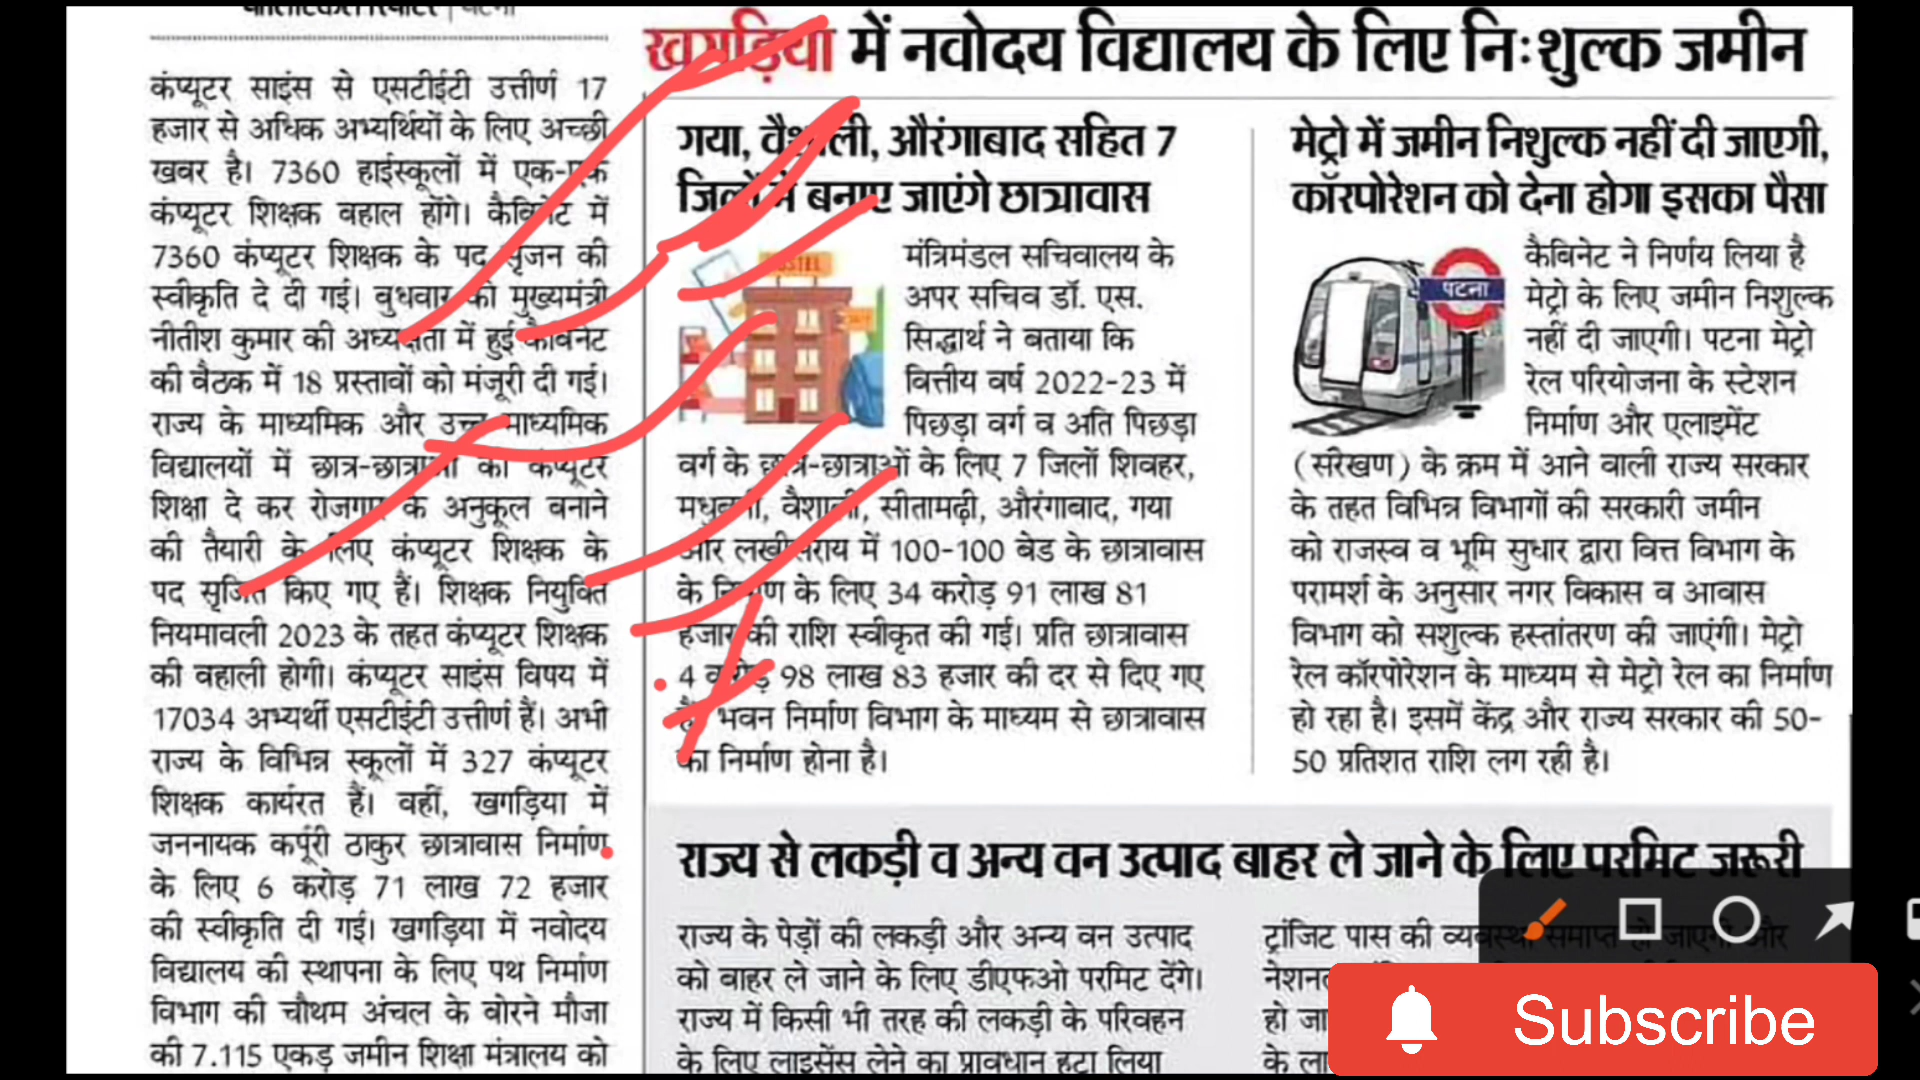 कंप्यूटर साइंस से एसटीईटी उत्तीर्ण 17
हजार से अधिक अभ्यर्थियों के लिए अच्छी
खबर है। 7360 हाईस्कूलों में एक-एक
कंप्यूटर शिक्षक बहाल होंगे। कैबिनेट में
7360 कंप्यूटर शिक्षक के पद सृजन की
स्वीकृति दे दी गई। बुधवार को मुख्यमंत्री
नीतीश कुमार की अध्यक्षता में हुई कैबिनेट
की बैठक में 18 प्रस्तावों को मंजूरी दी गई।
राज्य के माध्यमिक और उच्च माध्यमिक
विद्यालयों में छात्र-छात्राओं को कंप्यूटर
शिक्षा दे कर रोजगार के अनुकूल बनाने
की तैयारी के लिए कंप्यूटर शिक्षक के
पद सृजित किए गए हैं। शिक्षक नियुक्ति
नियमावली 2023 के तहत कंप्यूटर शिक्षक
की बहाली होगी। कंप्यूटर साइंस विषय में
17034 अभ्यर्थी एसटीईटी उत्तीर्ण हैं। अभी
राज्य के विभिन्न स्कूलों में 327 कंप्यूटर
शिक्षक कार्यरत हैं। वहीं, खगड़िया में
जननायक कर्पूरी ठाकुर छात्रावास निर्माण
के लिए 6 करोड़ 71 लाख 72 हजार
की स्वीकृति दी गई। खगड़िया में नवोदय
विद्यालय की स्थापना के लिए पथ निर्माण
विभाग की चौथम अंचल के बोरने मौजा
की 7.115 एकड़ जमीन शिक्षा मंत्रालय को
खगड़िया में नवोदय विद्यालय के लिए निःशुल्क जमीन
गया, वैशाली, औरंगाबाद सहित 7
जिलों में बनाए जाएंगे छात्रावास
HOSTEL
मंत्रिमंडल सचिवालय के
अपर सचिव डॉ. एस.
सिद्धार्थ ने बताया कि
वित्तीय वर्ष 2022-23 में
पिछड़ा वर्ग व अति पिछड़ा
वर्ग के छात्र-छात्राओं के लिए 7 जिलों शिवहर,
मधुबनी, वैशाली, सीतामढ़ी, औरंगाबाद, गया
और लखीसराय में 100-100 बेड के छात्रावास
के निर्माण के लिए 34 करोड़ 91 लाख 81
हजार की राशि स्वीकृत की गई। प्रति छात्रावास
4 करोड़ 98 लाख 83 हजार की दर से दिए गए
हैं। भवन निर्माण विभाग के माध्यम से छात्रावास
का निर्माण होना है।
मेट्रो में जमीन निशुल्क नहीं दी जाएगी,
कॉरपोरेशन को देना होगा इसका पैसा
पटना
कैबिनेट ने निर्णय लिया है
मेट्रो के लिए जमीन निशुल्क
नहीं दी जाएगी। पटना मेट्रो
रेल परियोजना के स्टेशन
निर्माण और एलाइमेंट
(संरेखण) के क्रम में आने वाली राज्य सरकार
के तहत विभिन्न विभागों की सरकारी जमीन
को राजस्व व भूमि सुधार द्वारा वित्त विभाग के
परामर्श के अनुसार नगर विकास व आवास
विभाग को सशुल्क हस्तांतरण की जाएंगी। मेट्रो
रेल कॉरपोरेशन के माध्यम से मेट्रो रेल का निर्माण
हो रहा है। इसमें केंद्र और राज्य सरकार की 50-
50 प्रतिशत राशि लग रही है।
राज्य से लकड़ी व अन्य वन उत्पाद बाहर ले जाने के लिए परमिट जरूरी
राज्य के पेड़ों की लकड़ी और अन्य वन उत्पाद
को बाहर ले जाने के लिए डीएफओ परमिट देंगे।
राज्य में किसी भी तरह की लकड़ी के परिवहन
के लिए लाइसेंस लेने का प्रावधान हटा लिया
ट्रांजिट पास की व्यवस्था समाप्त हो जाएगी और
हो जा
के ला
Subscribe